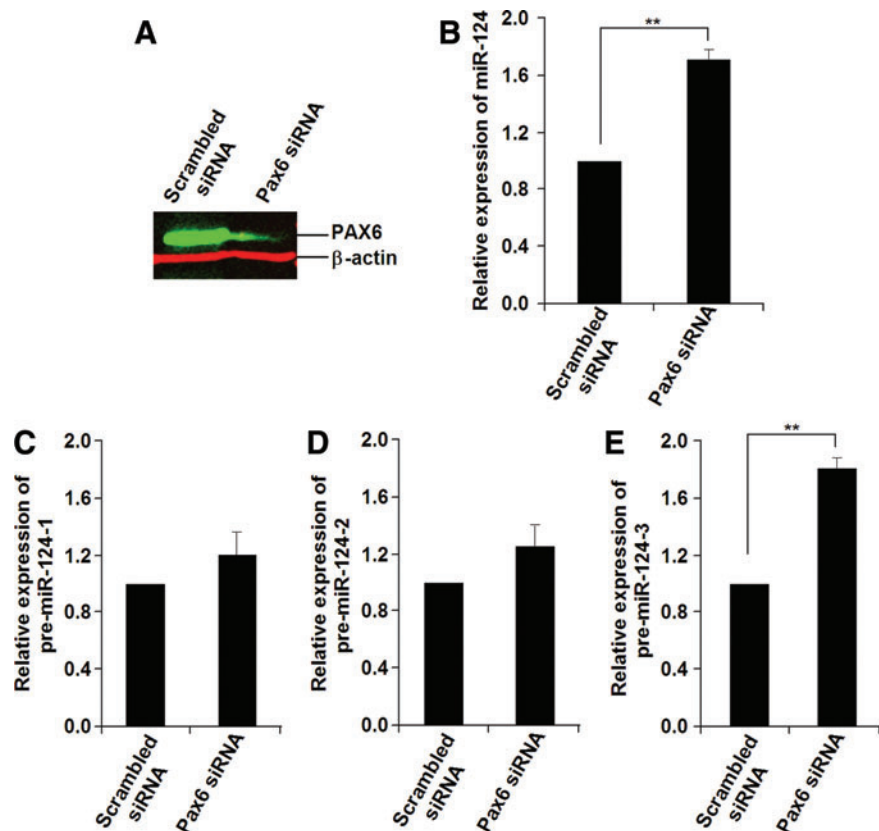 A
Scrambled
siRNA
Pax6 siRNA
PAX6
β-actin
B
Relative expression of miR-124
2.0
1.6
1.2
0.8
0.4
0.0
**
Scrambled
siRNA
Pax6 siRNA
C
Relative expression of
pre-miR-124-1
2.0
1.6
1.2
0.8
0.4
0.0
Scrambled
siRNA
Pax6 siRNA
D
Relative expression of
pre-miR-124-2
2.0
1.6
1.2
0.8
0.4
0.0
Scrambled
siRNA
Pax6 siRNA
E
Relative expression of
pre-miR-124-3
2.0
1.6
1.2
0.8
0.4
0.0
**
Scrambled
siRNA
Pax6 siRNA